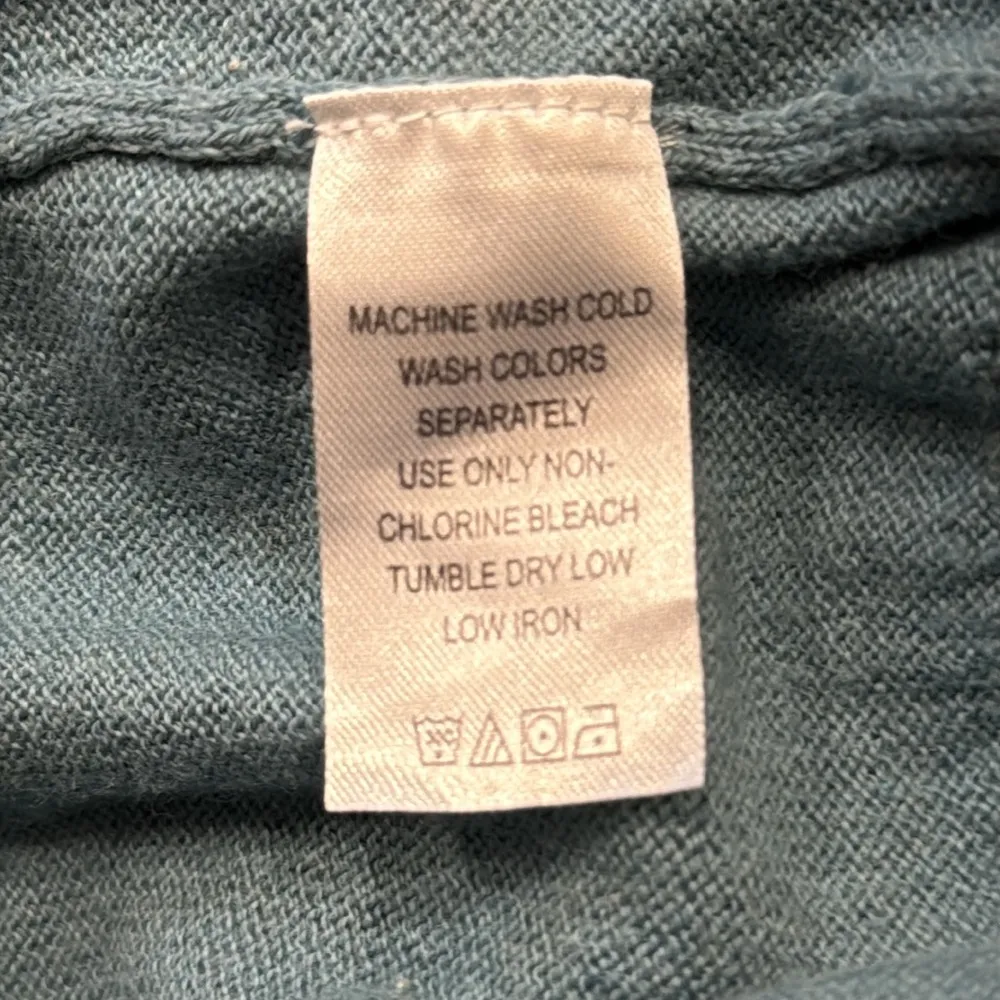 MACHINE WASH COLD
WASH COLORS
SEPARATELY
USE ONLY NON-
CHLORINE BLEACH
TUMBLE DRY LOW
LOW IRON